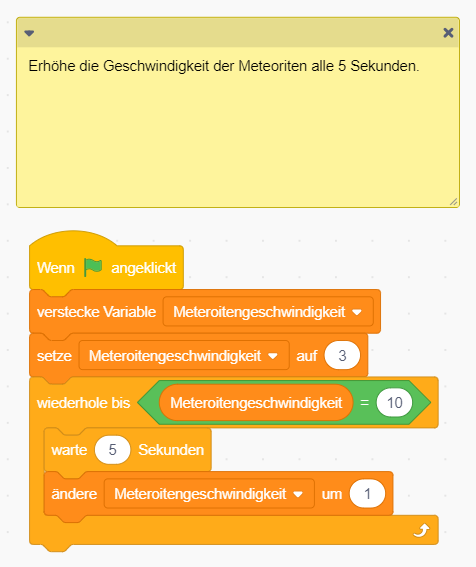 Erhöhe die Geschwindigkeit der Meteoriten alle 5 Sekunden.
Wenn angeklickt
verstecke Variable Meteroitengeschwindigkeit
setze Meteroitengeschwindigkeit auf 3
wiederhole bis Meteroitengeschwindigkeit = 10
warte 5 Sekunden
ändere Meteroitengeschwindigkeit um 1